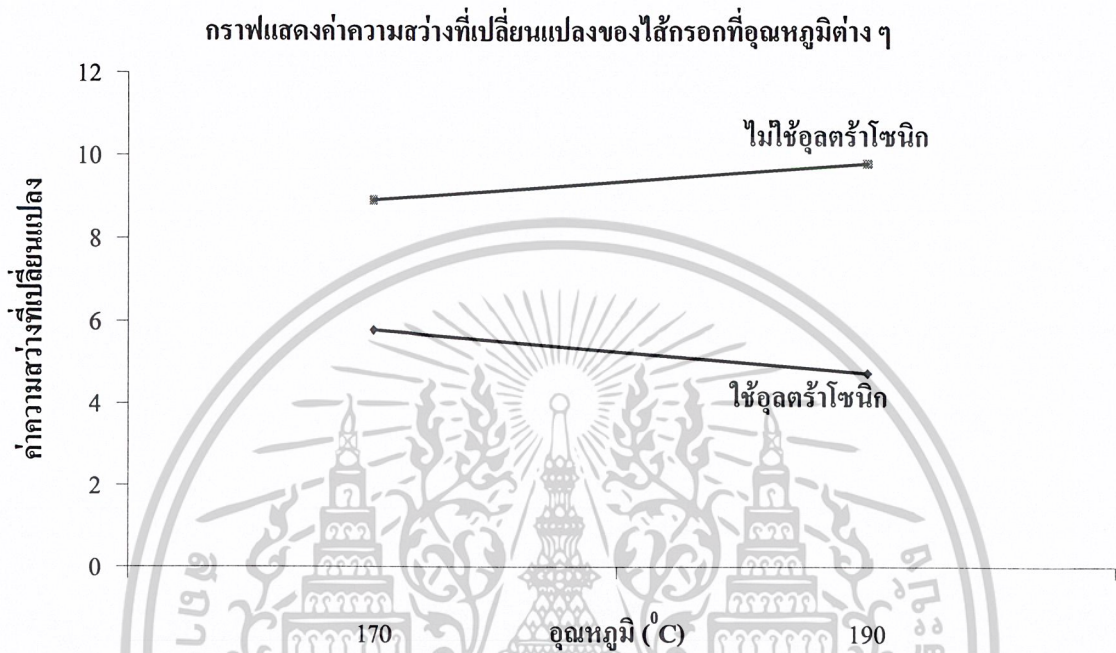 กราฟแสดงค่าความสว่างที่เปลี่ยนแปลงของไส้กรอกที่อุณหภูมิต่าง ๆ
ค่าความสว่างที่เปลี่ยนแปลง
12
10
8
6
4
2
0
ไม่ใช้อุลตร้าโซนิก
ใช้อุลตร้าโซนิก
170
อุณหภูมิ (⁰C)
190